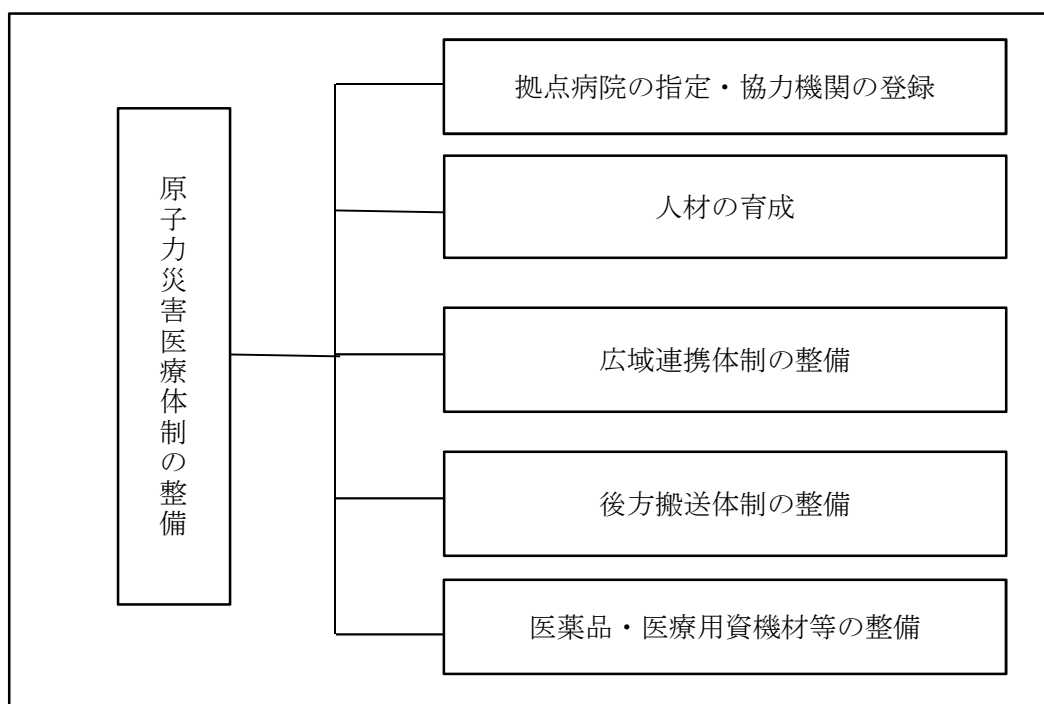 原子力災害医療体制の整備
拠点病院の指定・協力機関の登録
人材の育成
広域連携体制の整備
後方搬送体制の整備
医薬品・医療用資機材等の整備